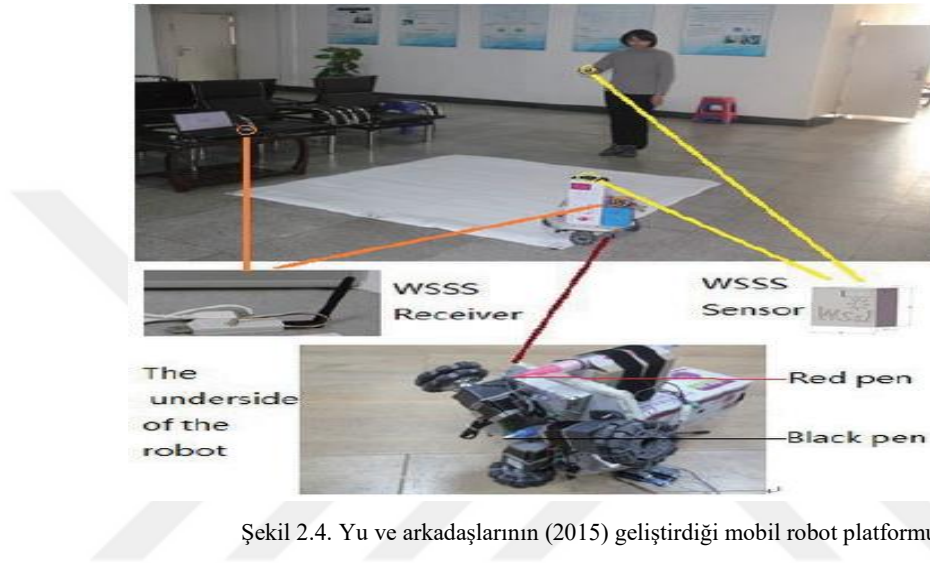 WSSS
Receiver
WSSS
Sensor
The
underside
of the
robot
Red pen
Black pen
Şekil 2.4. Yu ve arkadaşlarının (2015) geliştirdiği mobil robot platformu